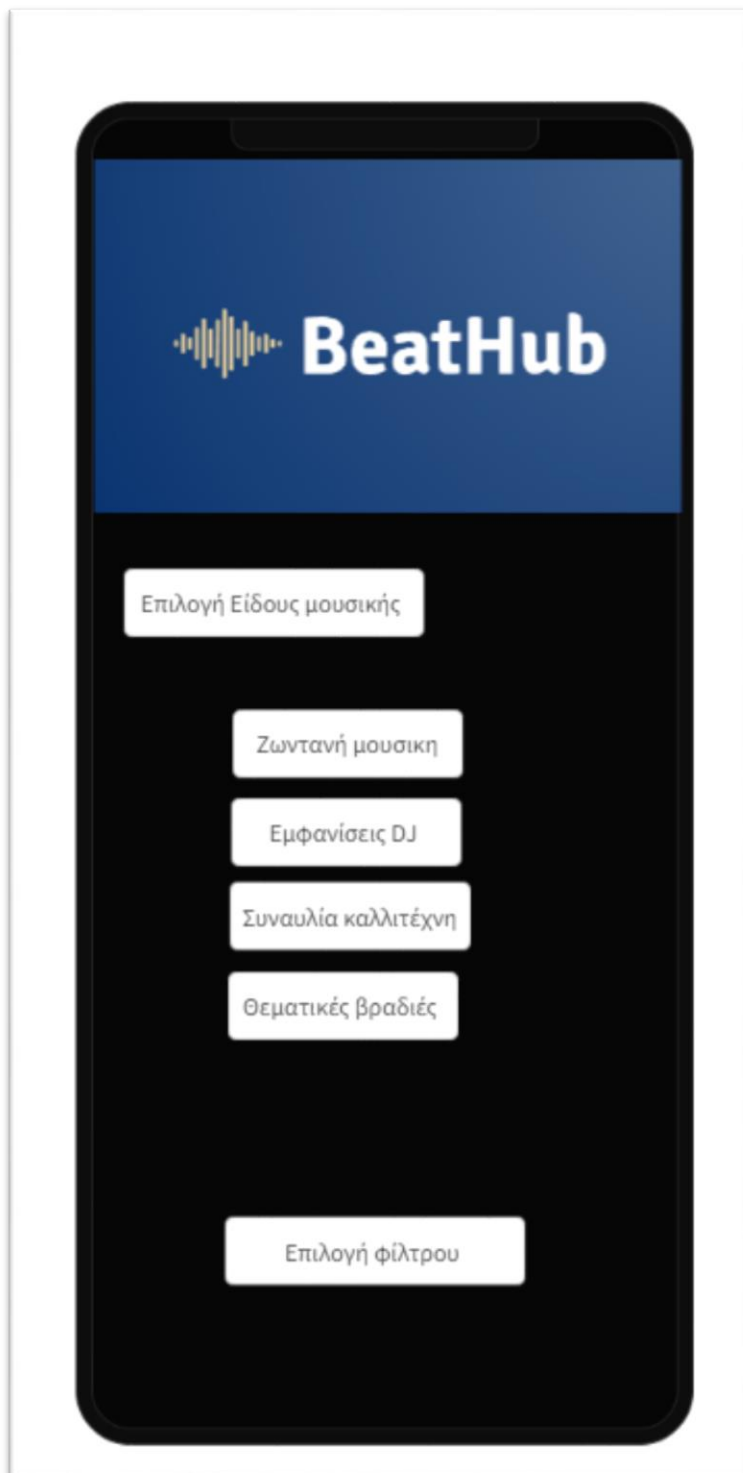 BeatHub
Επιλογή Είδους μουσικής
Ζωντανή μουσικη
Εμφανίσεις DJ
Συναυλία καλλιτέχνη
Θεματικές βραδιές
Επιλογή φίλτρου